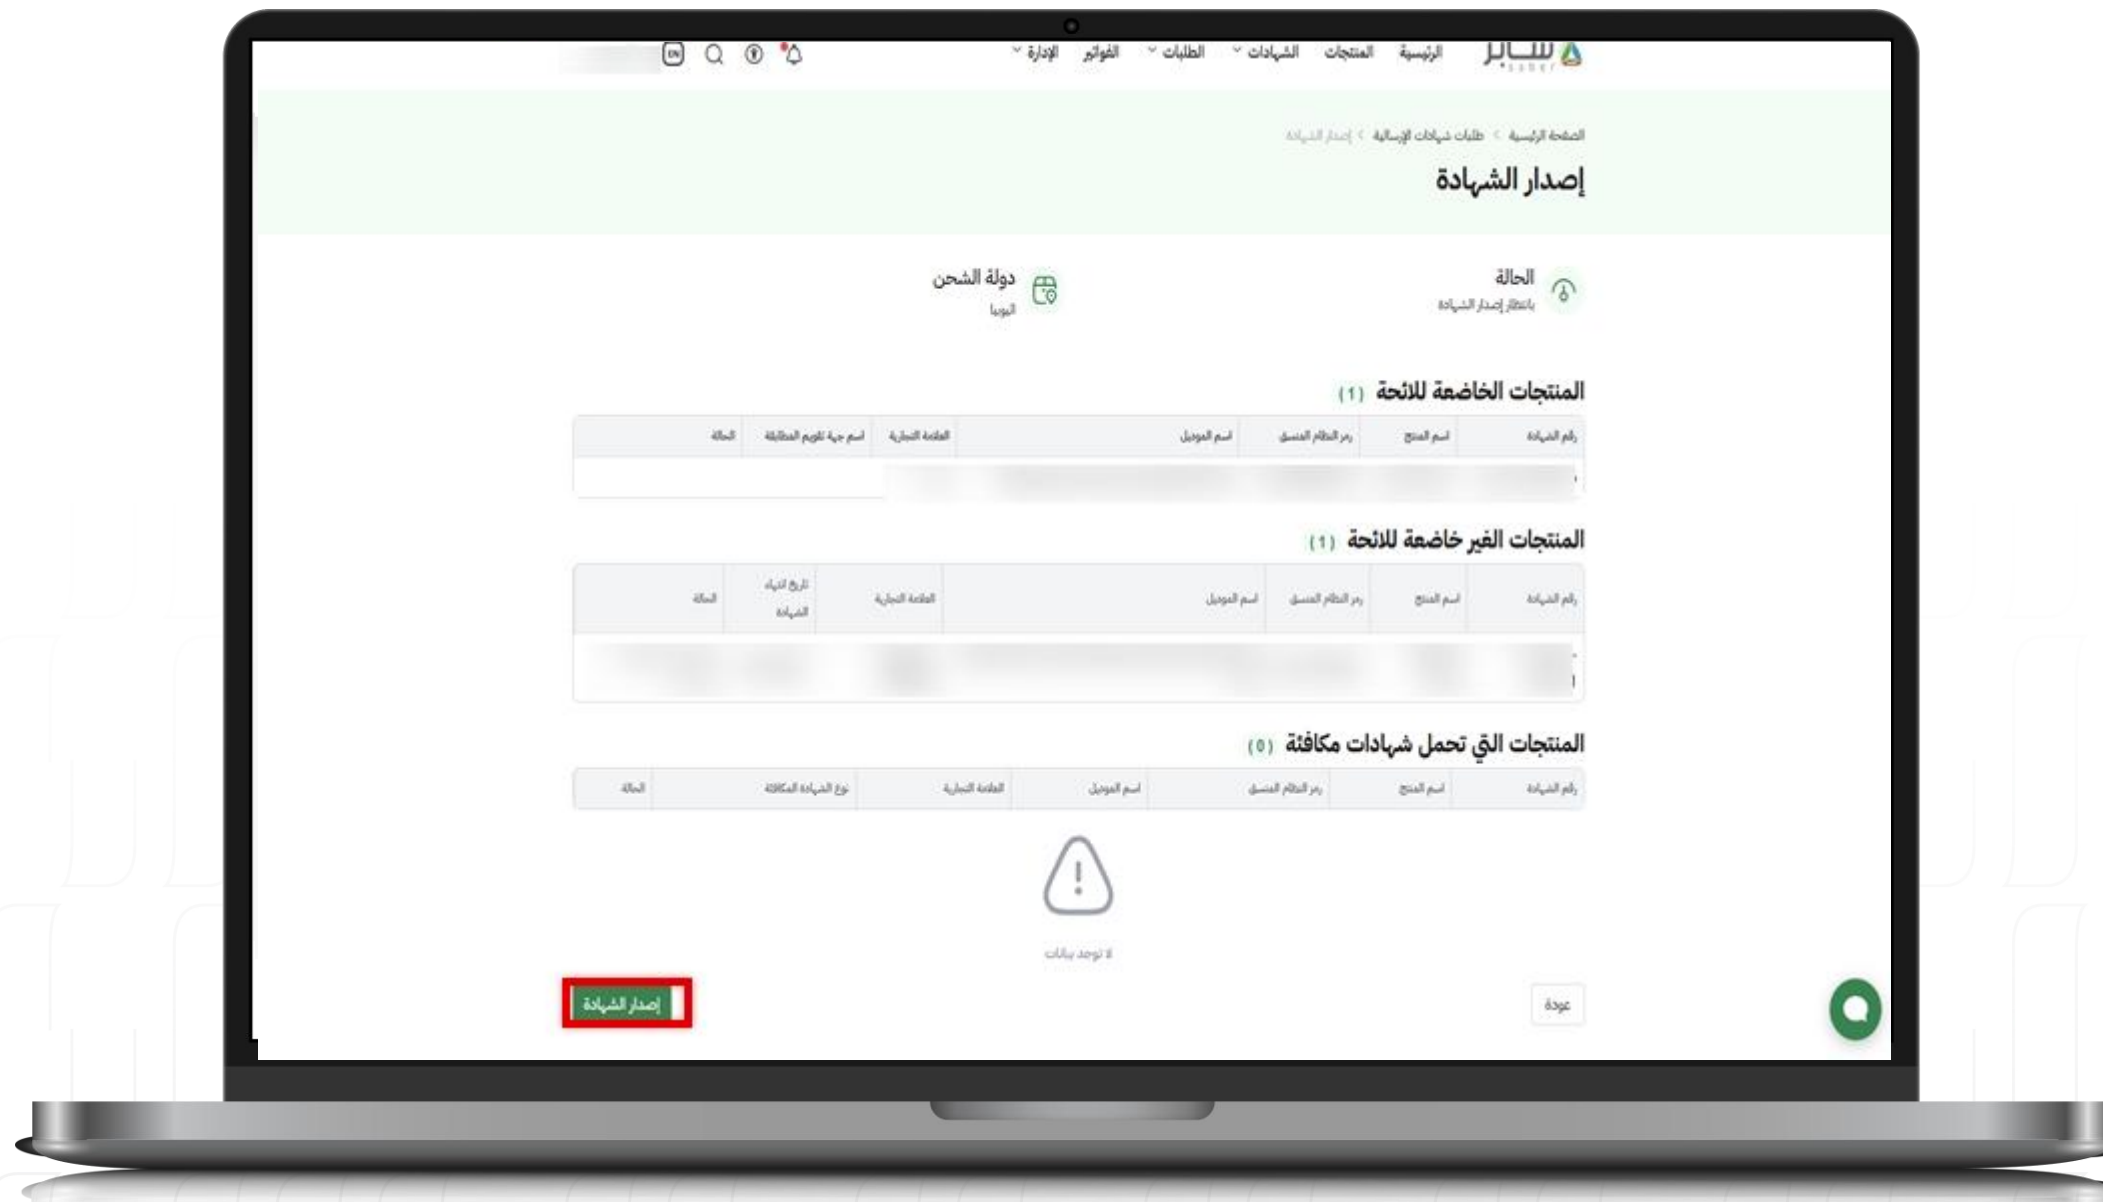 سابر
saber
الرئيسية المنتجات الشهادات الطلبات الفواتير الإدارة
EN
الصفحة الرئيسية > طلبات شهادات الإرسالية > إصدار الشهادة
إصدار الشهادة
الحالة
بانتظار إصدار الشهادة
دولة الشحن
اثيوبيا
المنتجات الخاضعة للائحة (1)
رقم الشهادة اسم المنتج رمز النظام المنسق اسم الموديل العلامة التجارية اسم جهة تقويم المطابقة الحالة
المنتجات الغير خاضعة للائحة (1)
رقم الشهادة اسم المنتج رمز النظام المنسق اسم الموديل العلامة التجارية تاريخ انتهاء الشهادة الحالة
المنتجات التي تحمل شهادات مكافئة (0)
رقم الشهادة اسم المنتج رمز النظام المنسق اسم الموديل العلامة التجارية نوع الشهادة المكافئة الحالة
لا توجد بيانات
عودة
إصدار الشهادة